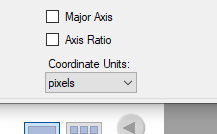 Major Axis
Axis Ratio
Coordinate Units:
pixels